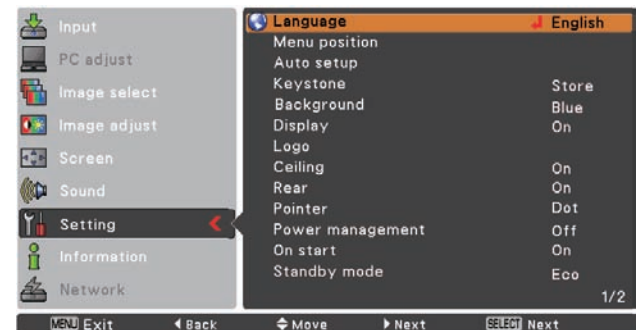 Input
PC adjust
Image select
Image adjust
Screen
Sound
Setting
Information
Network
Language English
Menu position
Auto setup
Keystone Store
Background Blue
Display On
Logo
Ceiling On
Rear On
Pointer Dot
Power management Off
On start On
Standby mode Eco
1/2
MENU Exit Back Move Next SELECT Next